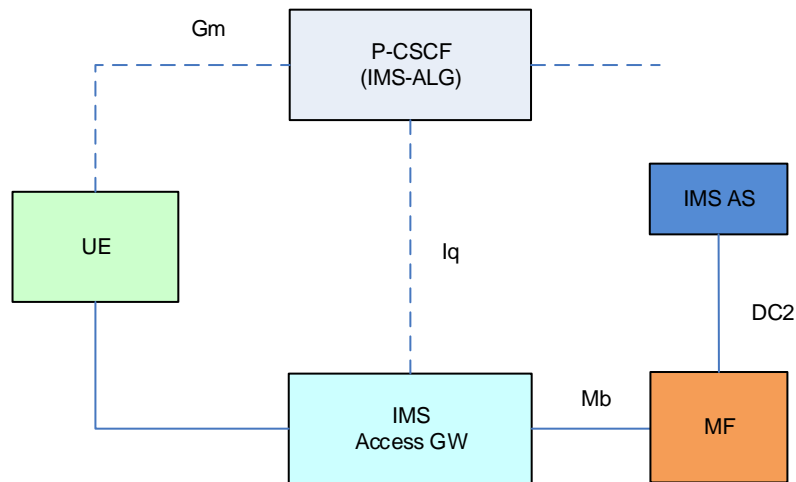 Gm
P-CSCF
(IMS-ALG)
IMS AS
UE
Iq
DC2
IMS
Access GW
Mb
MF